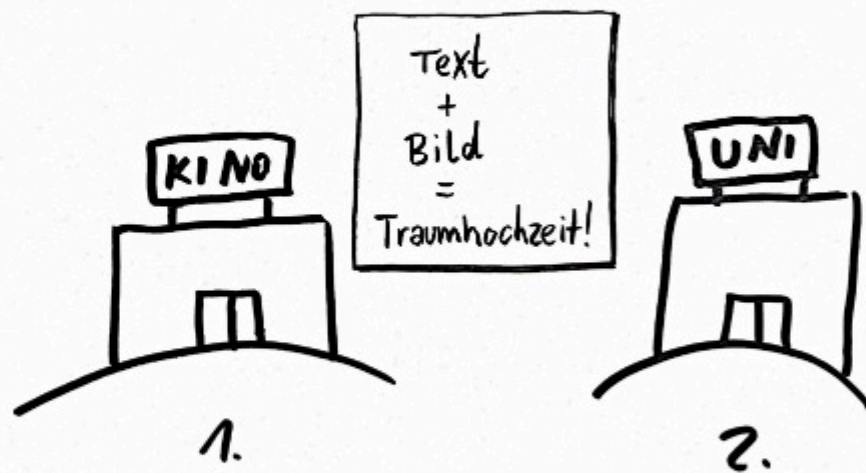 KINO
Text
+
Bild
=
Traumhochzeit!
UNI
1.
2.